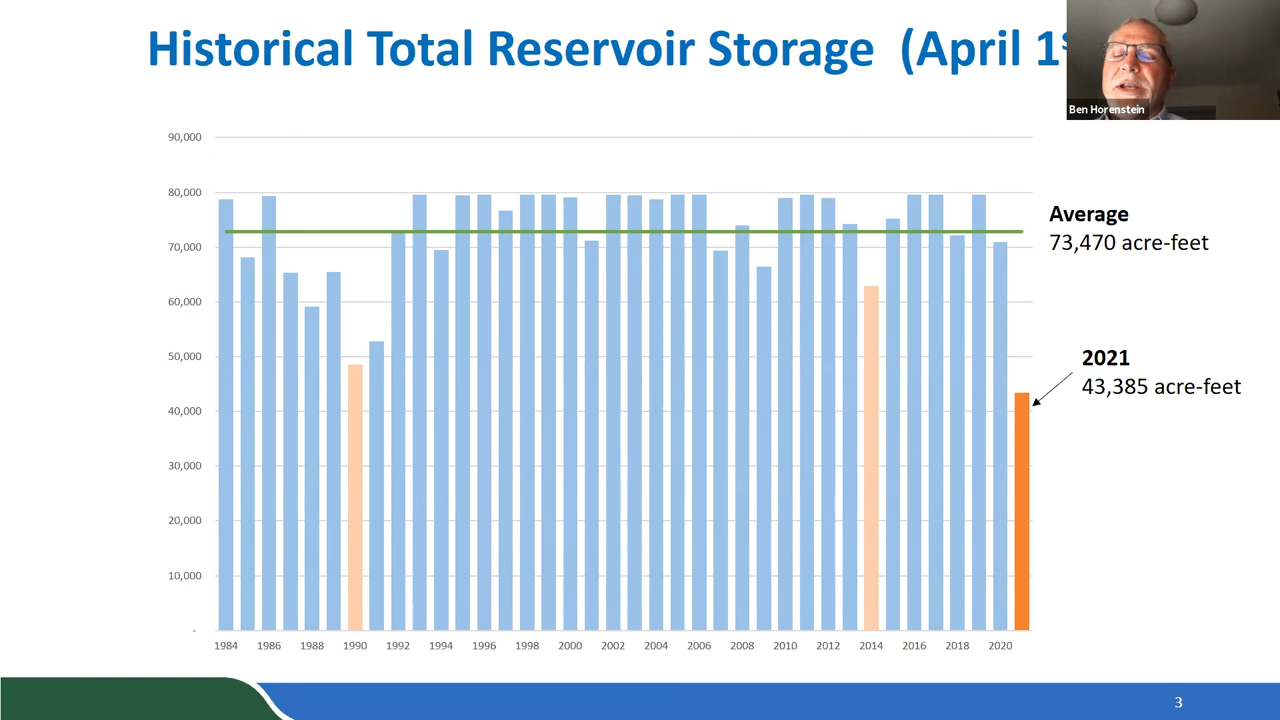 Historical Total Reservoir Storage (April 1s
Ben Horenstein
90,000
80,000
70,000
60,000
50,000
40,000
30,000
20,000
10,000
-
Average
73,470 acre-feet
2021
43,385 acre-feet
1984 1986 1988 1990 1992 1994 1996 1998 2000 2002 2004 2006 2008 2010 2012 2014 2016 2018 2020
3